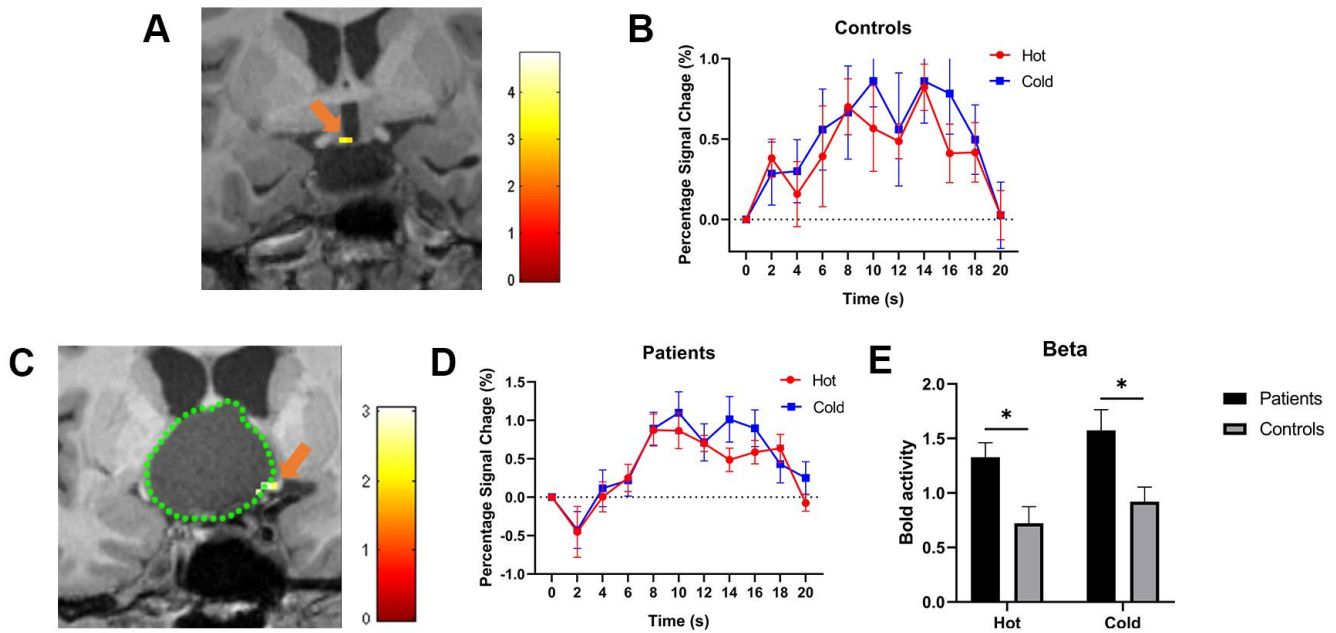 A
4
3
2
1
0
B
Controls
Hot
Cold
Percentage Signal Chage (%)
1.0
0.5
0.0
0 2 4 6 8 10 12 14 16 18 20
Time (s)
C
3
2
1
0
D
Patients
Hot
Cold
Percentage Signal Chage (%)
1.5
1.0
0.5
0.0
-0.5
-1.0
0 2 4 6 8 10 12 14 16 18 20
Time (s)
E
Beta
Patients
Controls
Bold activity
2.0
1.5
1.0
0.5
0.0
* *
Hot Cold